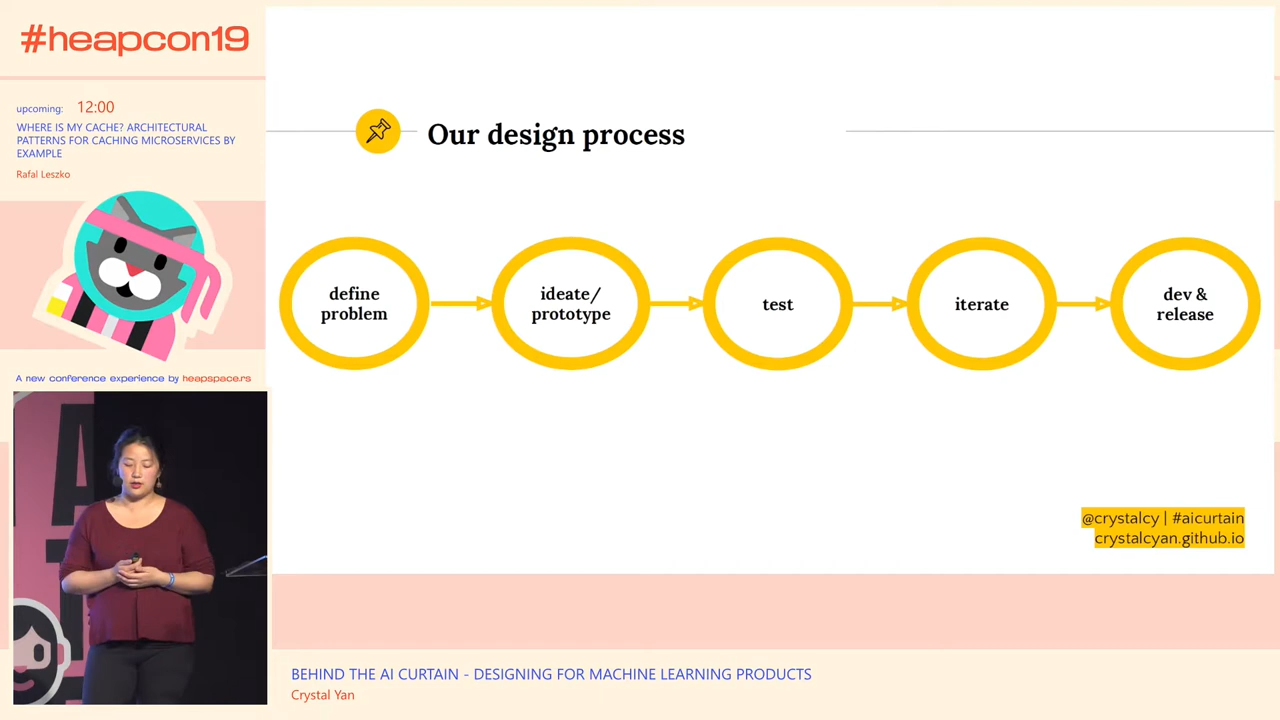 #heapcon19
upcoming: 12:00
WHERE IS MY CACHE? ARCHITECTURAL
PATTERNS FOR CACHING MICROSERVICES BY
EXAMPLE
Rafal Leszko
A new conference experience by heapspace.rs
Our design process
define
problem
ideate/
prototype
test
iterate
dev &
release
@crystalcy | #aicurtain
crystalcyan.github.io
BEHIND THE AI CURTAIN - DESIGNING FOR MACHINE LEARNING PRODUCTS
Crystal Yan